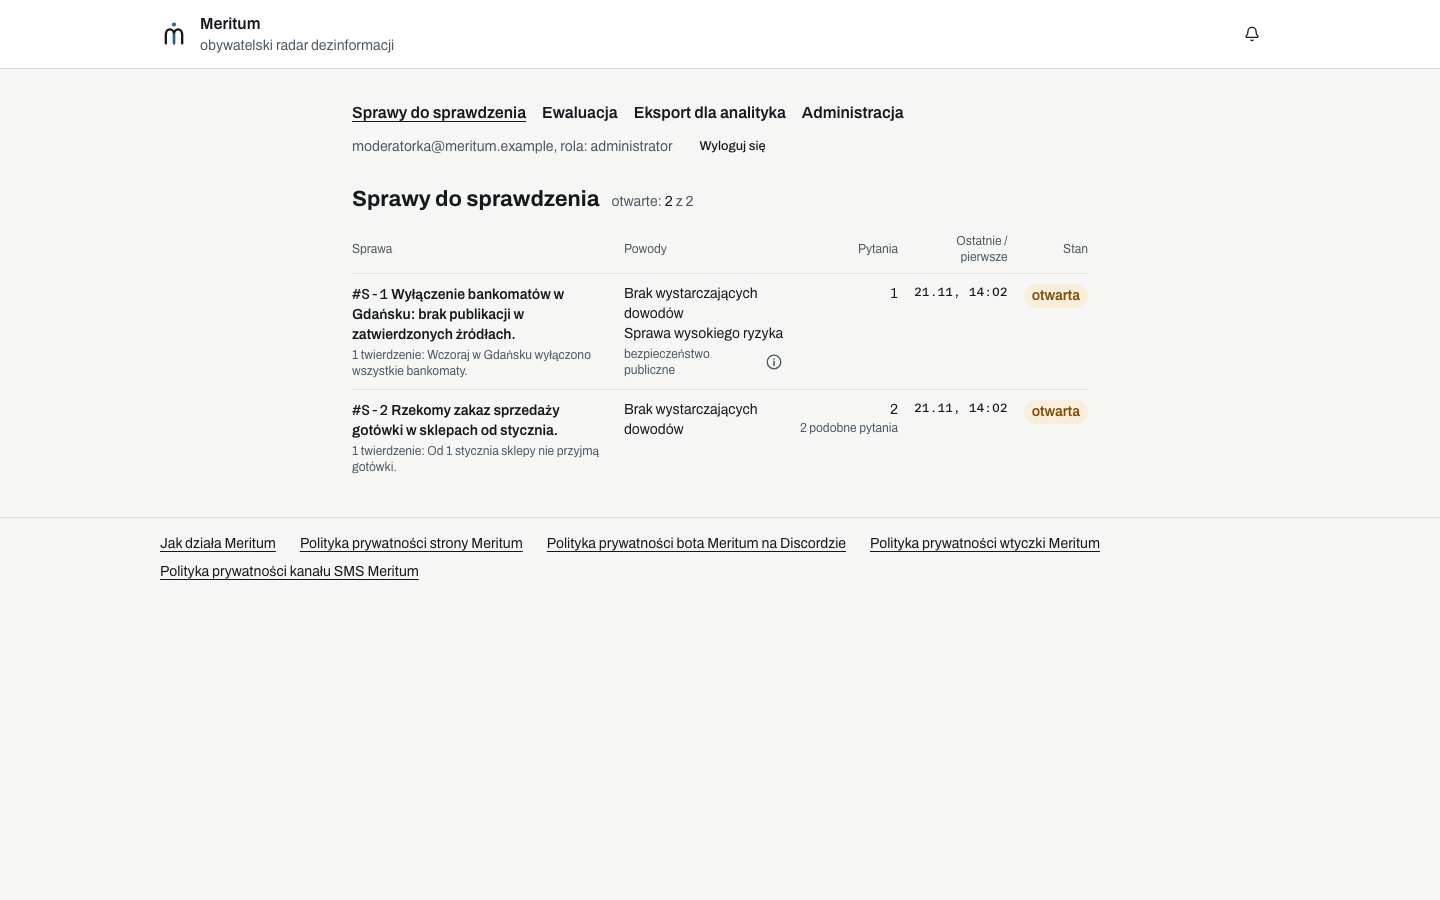 Meritum
obywatelski radar dezinformacji
Sprawy do sprawdzenia Ewaluacja Eksport dla analityka Administracja
moderatorka@meritum.example, rola: administrator Wyloguj się
Sprawy do sprawdzenia otwarte: 2 z 2
Sprawa Powody Pytania Ostatnie / pierwsze Stan
#S-1 Wyłączenie bankomatów w
Gdańsku: brak publikacji w
zatwierdzonych źródłach.
1 twierdzenie: Wczoraj w Gdańsku wyłączono
wszystkie bankomaty.
Brak wystarczających
dowodów
Sprawa wysokiego ryzyka
bezpieczeństwo
publiczne
1 21.11, 14:02 otwarta
#S-2 Rzekomy zakaz sprzedaży
gotówki w sklepach od stycznia.
1 twierdzenie: Od 1 stycznia sklepy nie przyjmą
gotówki.
Brak wystarczających
dowodów
2 21.11, 14:02 otwarta
2 podobne pytania
Jak działa Meritum Polityka prywatności strony Meritum Polityka prywatności bota Meritum na Discordzie Polityka prywatności wtyczki Meritum
Polityka prywatności kanału SMS Meritum